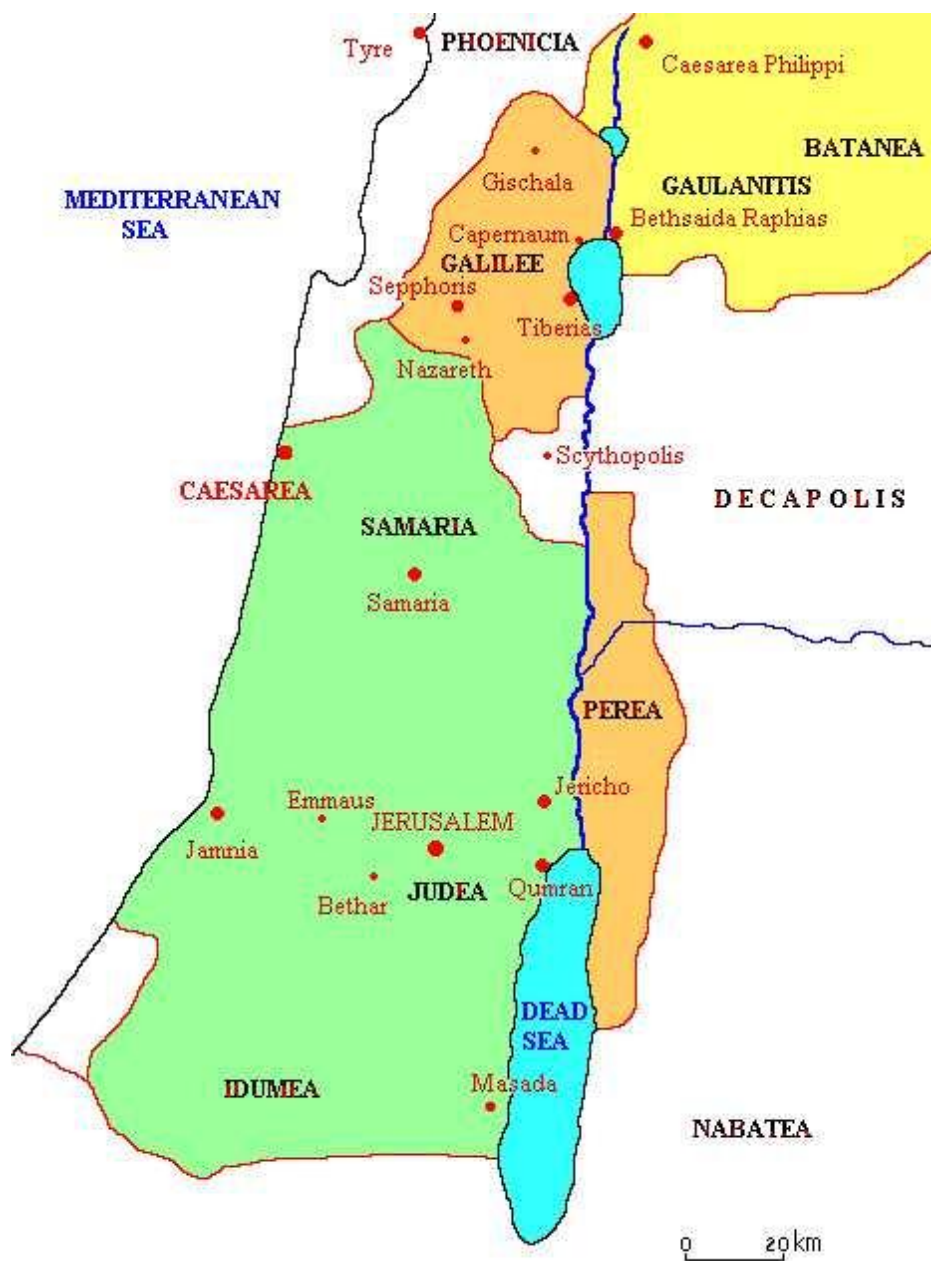 Tyre
PHOENICIA
Caesarea Philippi
BATANEA
Gischala
GAULANITIS
MEDITERRANEAN
SEA
Bethsaida Raphias
Capernaum
GALILEE
Sepphoris
Tiberias
Nazareth
Scythopolis
CAESAREA
DECAPOLIS
SAMARIA
Samaria
PEREA
Jericho
Emmaus
JERUSALEM
Jamnia
Qumran
Bethar
JUDEA
DEAD
SEA
Masada
IDUMEA
NABATEA
0 20km